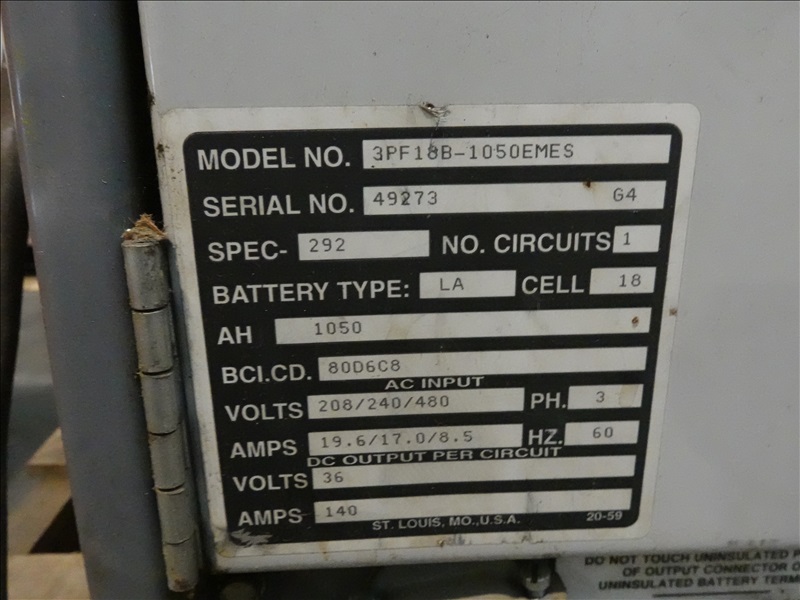 MODEL NO. 3PF18B-1050EMES
SERIAL NO. 49273 G4
SPEC- 292 NO. CIRCUITS 1
BATTERY TYPE: LA CELL 18
AH 1050
BCI.CD. 80D6C8
AC INPUT
VOLTS 208/240/480 PH. 3
AMPS 19.6/17.0/8.5 HZ. 60
DC OUTPUT PER CIRCUIT
VOLTS 36
AMPS 140
ST. LOUIS, MO., U.S.A. 20-59
DO NOT TOUCH UNINSULATED
OF OUTPUT CONNECTOR
UNINSULATED BATTERY